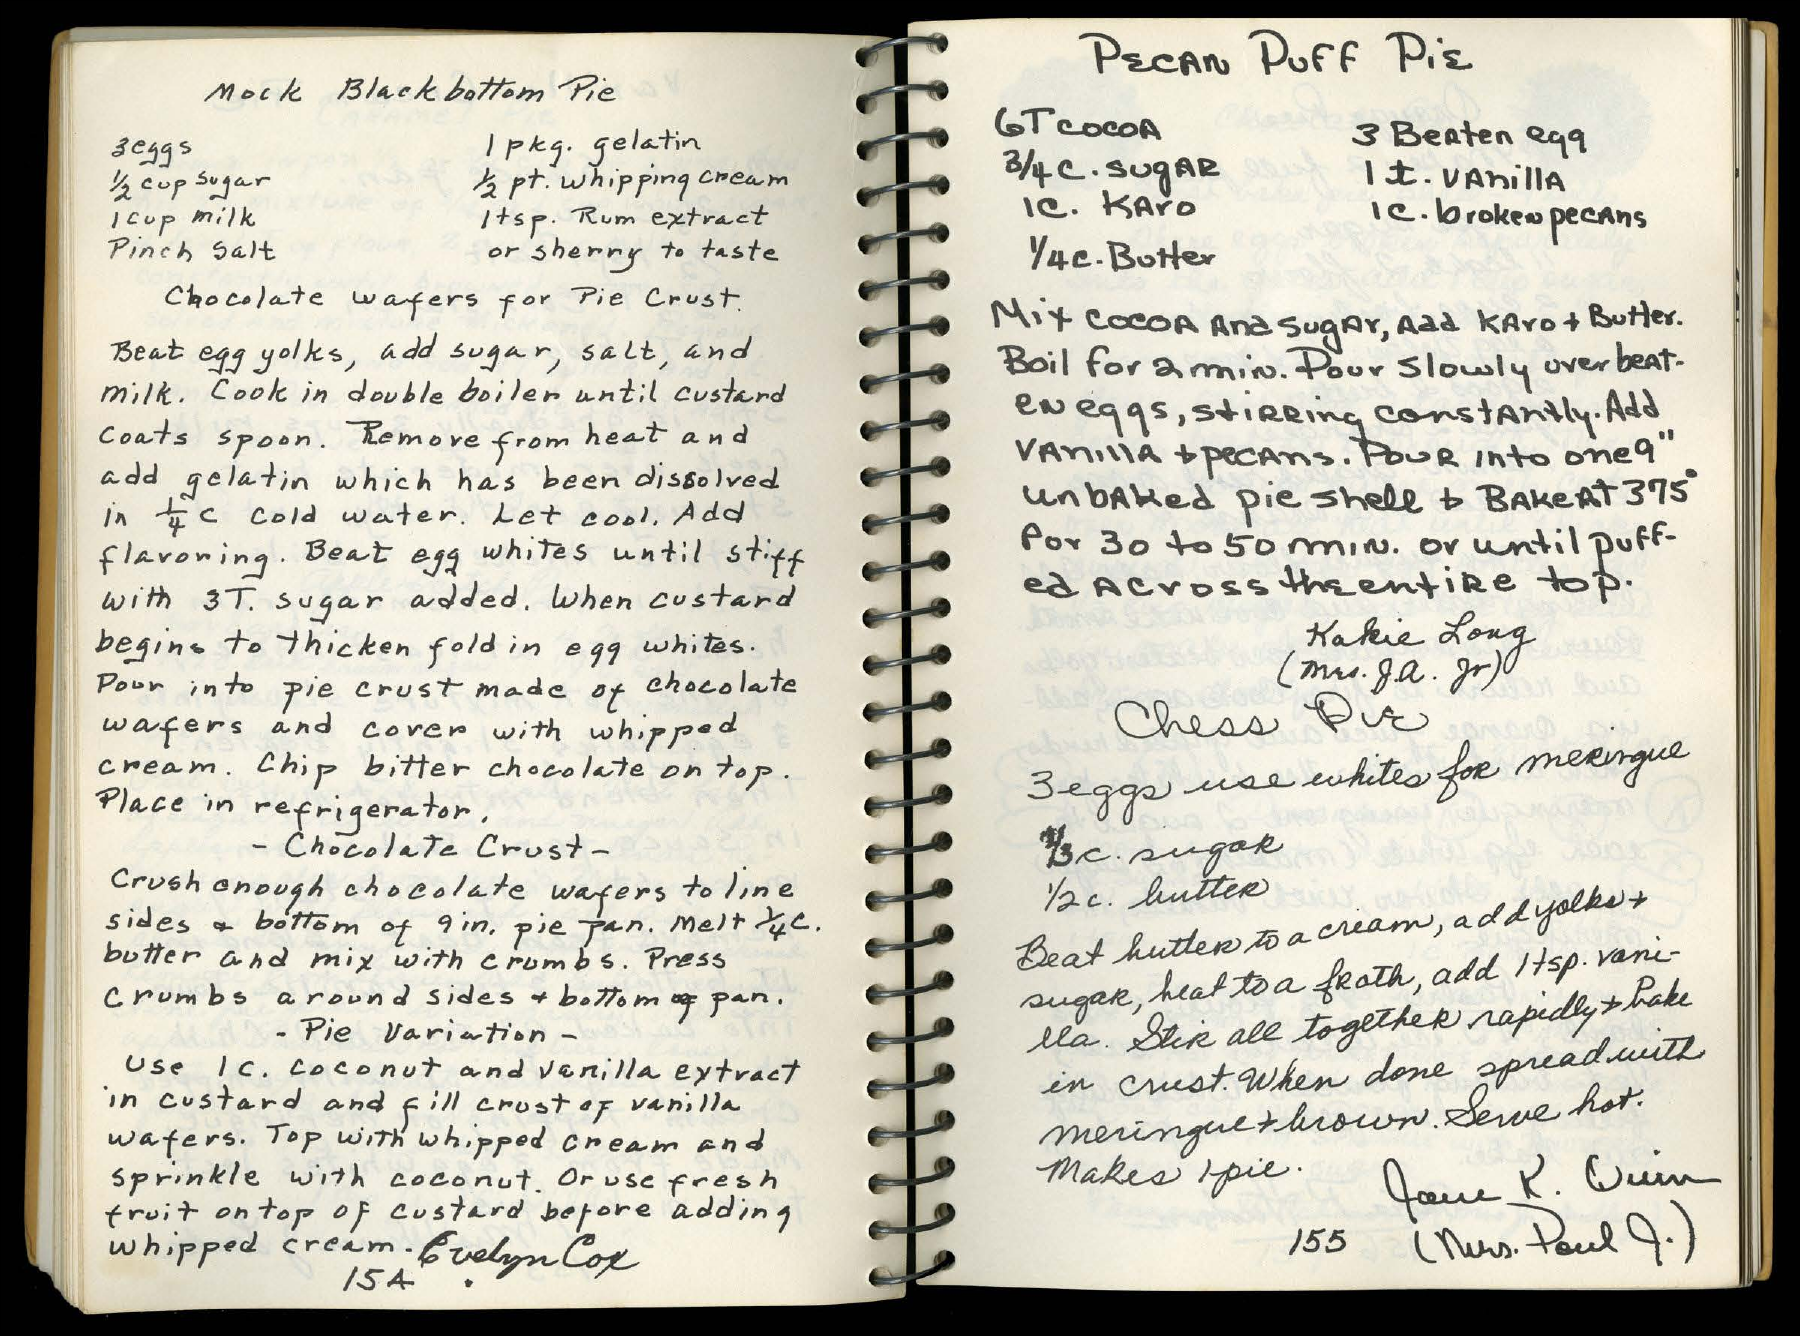 Mock Blackbottom Pie
3 eggs
½ cup sugar
1 cup milk
Pinch Salt
1 pkg. gelatin
½ pt. whipping cream
1 tsp. Rum extract
or sherry to taste
Chocolate wafers for Pie Crust.
Beat egg yolks, add sugar, salt, and
milk. Cook in double boiler until custard
coats spoon. Remove from heat and
add gelatin which has been dissolved
in ¼ c cold water. Let cool. Add
flavoring. Beat egg whites until stiff
with 3T. sugar added. When custard
begins to thicken fold in egg whites.
Pour into pie crust made of chocolate
wafers and cover with whipped
cream. Chip bitter chocolate on top.
Place in refrigerator.
- Chocolate Crust -
Crush enough chocolate wafers to line
sides & bottom of 9 in. pie pan. Melt ¼ c.
butter and mix with crumbs. Press
crumbs around sides & bottom of pan.
- Pie Variation -
Use 1 c. coconut and vanilla extract
in custard and fill crust of vanilla
wafers. Top with whipped cream and
sprinkle with coconut. Or use fresh
fruit on top of custard before adding
whipped cream. Evelyn Cox
154
PECAN PUFF PiE
6T COCOA
3/4 C. SUGAR
1C. KARO
1/4 C. Butter
3 Beaten egg
1 t. VANillA
1C. broken pecans
Mix COCOA And SugAr, Add KAro & Butter.
Boil for 2 min. Pour slowly over beat-
en eggs, stirring constantly. Add
VANillA & pecans. Pour into one 9"
unbaked pie shell & BAKE At 375°
for 30 to 50 min. or until puff-
ed Across the entire top.
Kakie Long
(Mrs. J.A. Jr)
Chess Pie
3 eggs use whites for meringue
1/3 c. sugar
1/2 c. butter
Beat butter to a cream, add yolks &
sugar, beat to a froth, add 1 tsp. vani-
lla. Stir all together rapidly & bake
in crust. When done spread with
meringue & brown. Serve hot.
Makes 1 pie.
Jane K. Quinn
(Mrs. Paul J.)
155